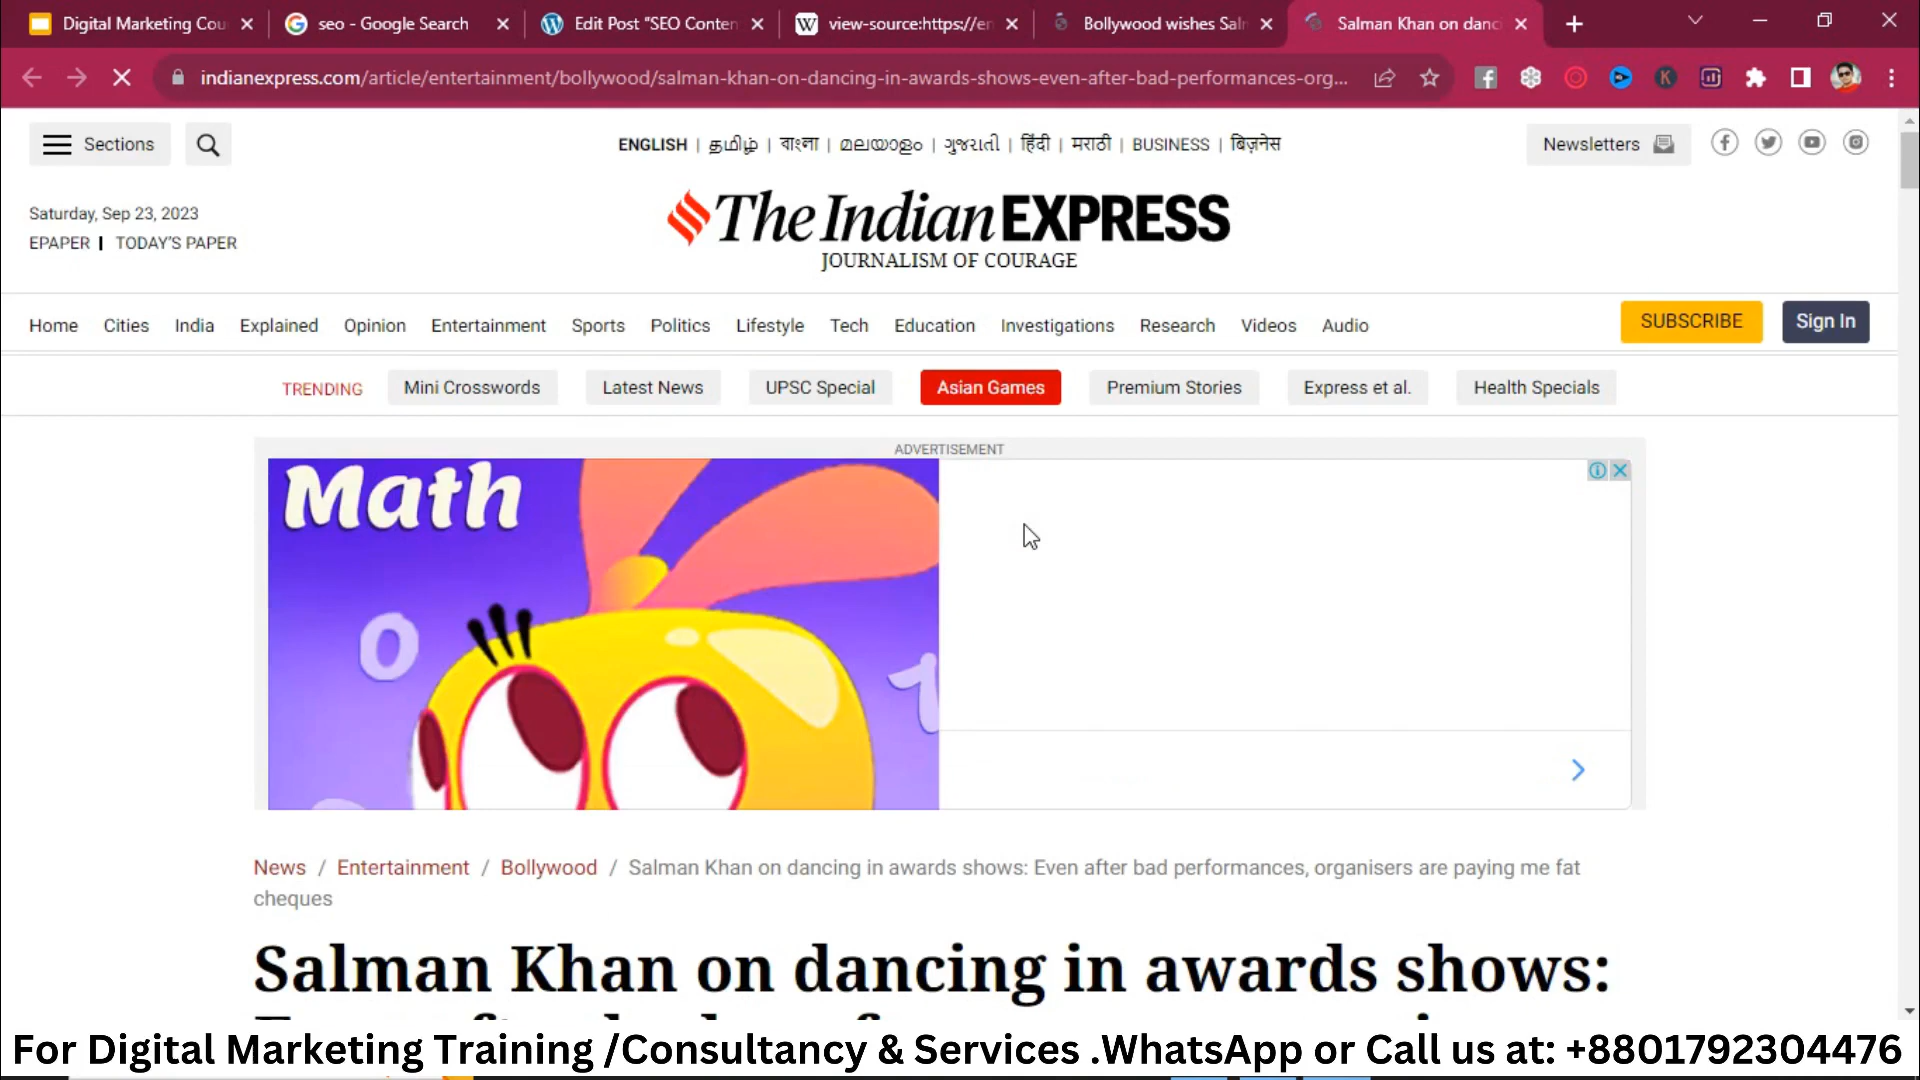 Digital Marketing Cou
seo - Google Search
Edit Post "SEO Conten
view-source:https://en
Bollywood wishes Sal
Salman Khan on danc
indianexpress.com/article/entertainment/bollywood/salman-khan-on-dancing-in-awards-shows-even-after-bad-performances-org...
Sections
ENGLISH | தமிழ் | বাংলা | മലയാളം | ગુજરાતી | हिंदी | मराठी | BUSINESS | बिज़नेस
Newsletters
Saturday, Sep 23, 2023
EPAPER | TODAY'S PAPER
The Indian EXPRESS
JOURNALISM OF COURAGE
Home Cities India Explained Opinion Entertainment Sports Politics Lifestyle Tech Education Investigations Research Videos Audio
SUBSCRIBE Sign In
TRENDING Mini Crosswords Latest News UPSC Special Asian Games Premium Stories Express et al. Health Specials
ADVERTISEMENT
Math
News / Entertainment / Bollywood / Salman Khan on dancing in awards shows: Even after bad performances, organisers are paying me fat
cheques
Salman Khan on dancing in awards shows:
For Digital Marketing Training /Consultancy & Services .WhatsApp or Call us at: +8801792304476